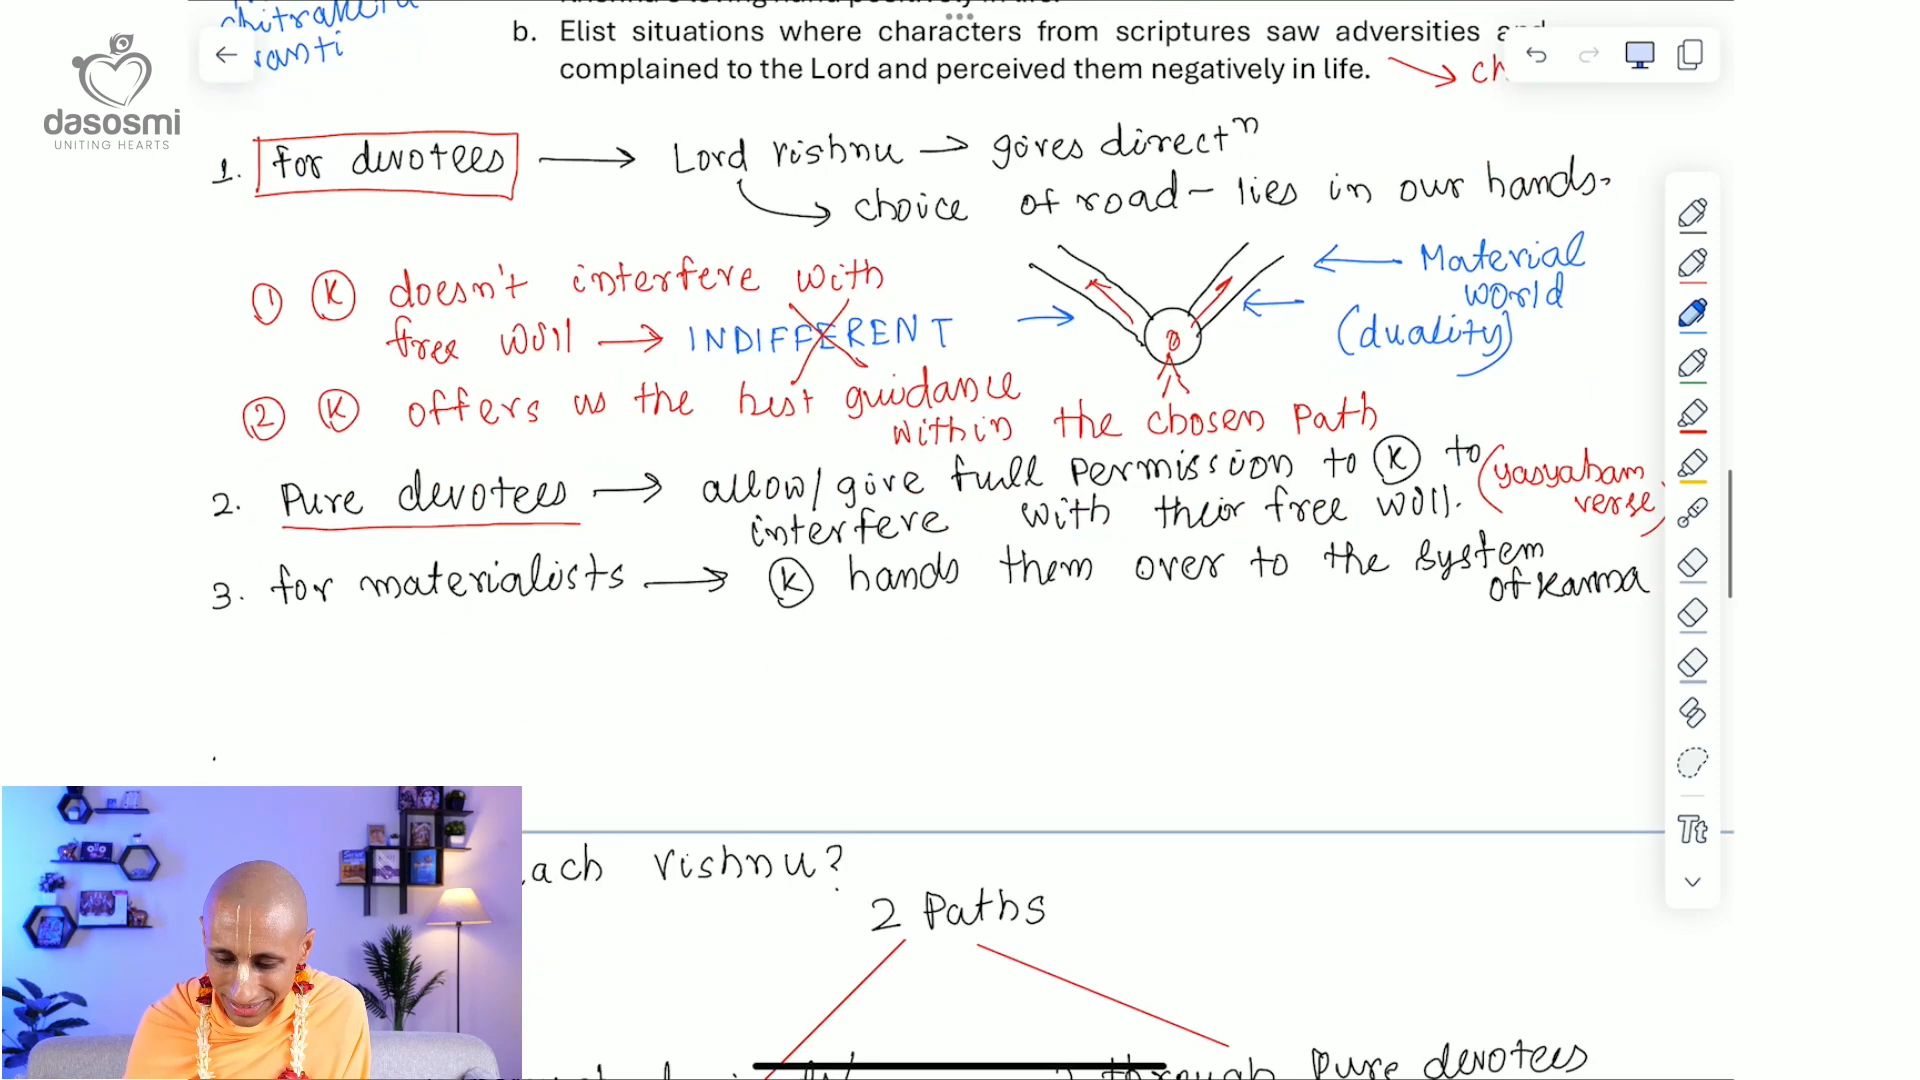 b. Elist situations where characters from scriptures saw adversities
complained to the Lord and perceived them negatively in life.
dasosmi
UNITING HEARTS
1. for devotees → Lord vishnu → gives directⁿ
choice of road - lies in our hands.
① Ⓚ doesn't interfere with
free will → INDIFFERENT
← Material
world
(duality)
② Ⓚ offers us the best guidance
within the chosen path
2. Pure devotees → allow/give full permission to Ⓚ to
interfere with their free will.
(yasyaham
verse)
3. for materialists → Ⓚ hands them over to the system
of karma
ach vishnu?
2 Paths
through Pure devotees
Tt